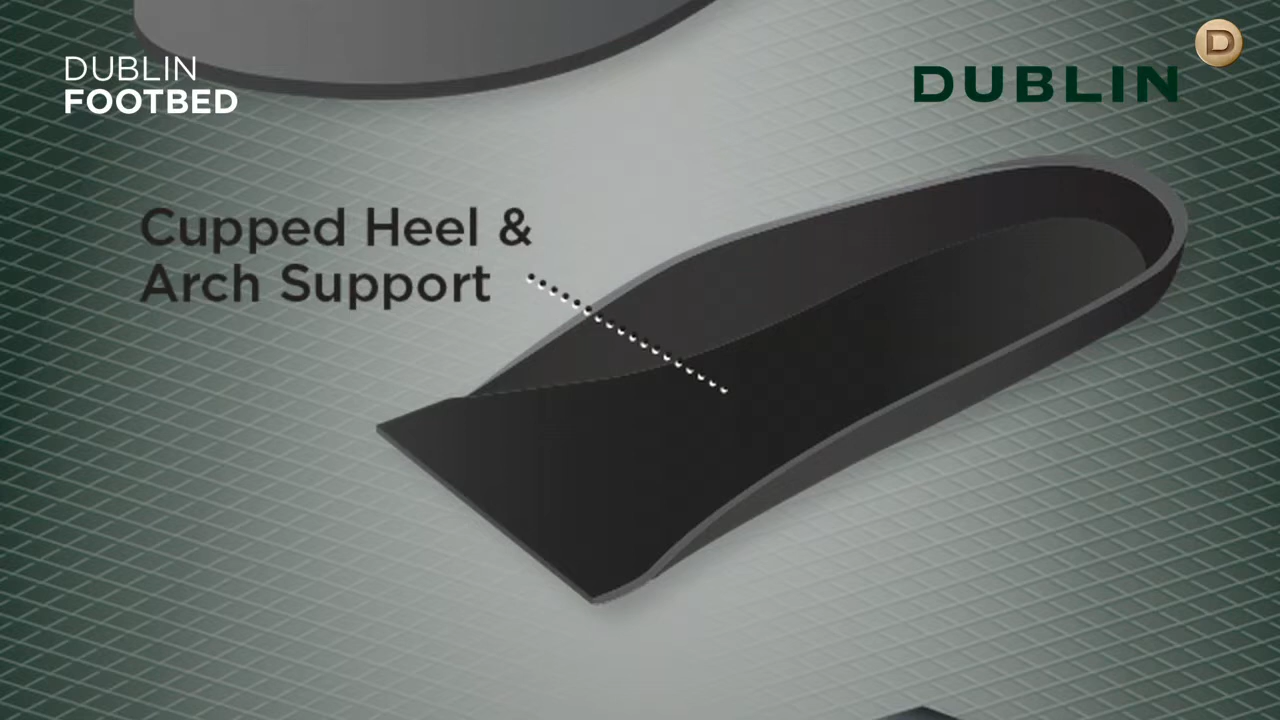 DUBLIN
FOOTBED
D
DUBLIN
Cupped Heel &
Arch Support